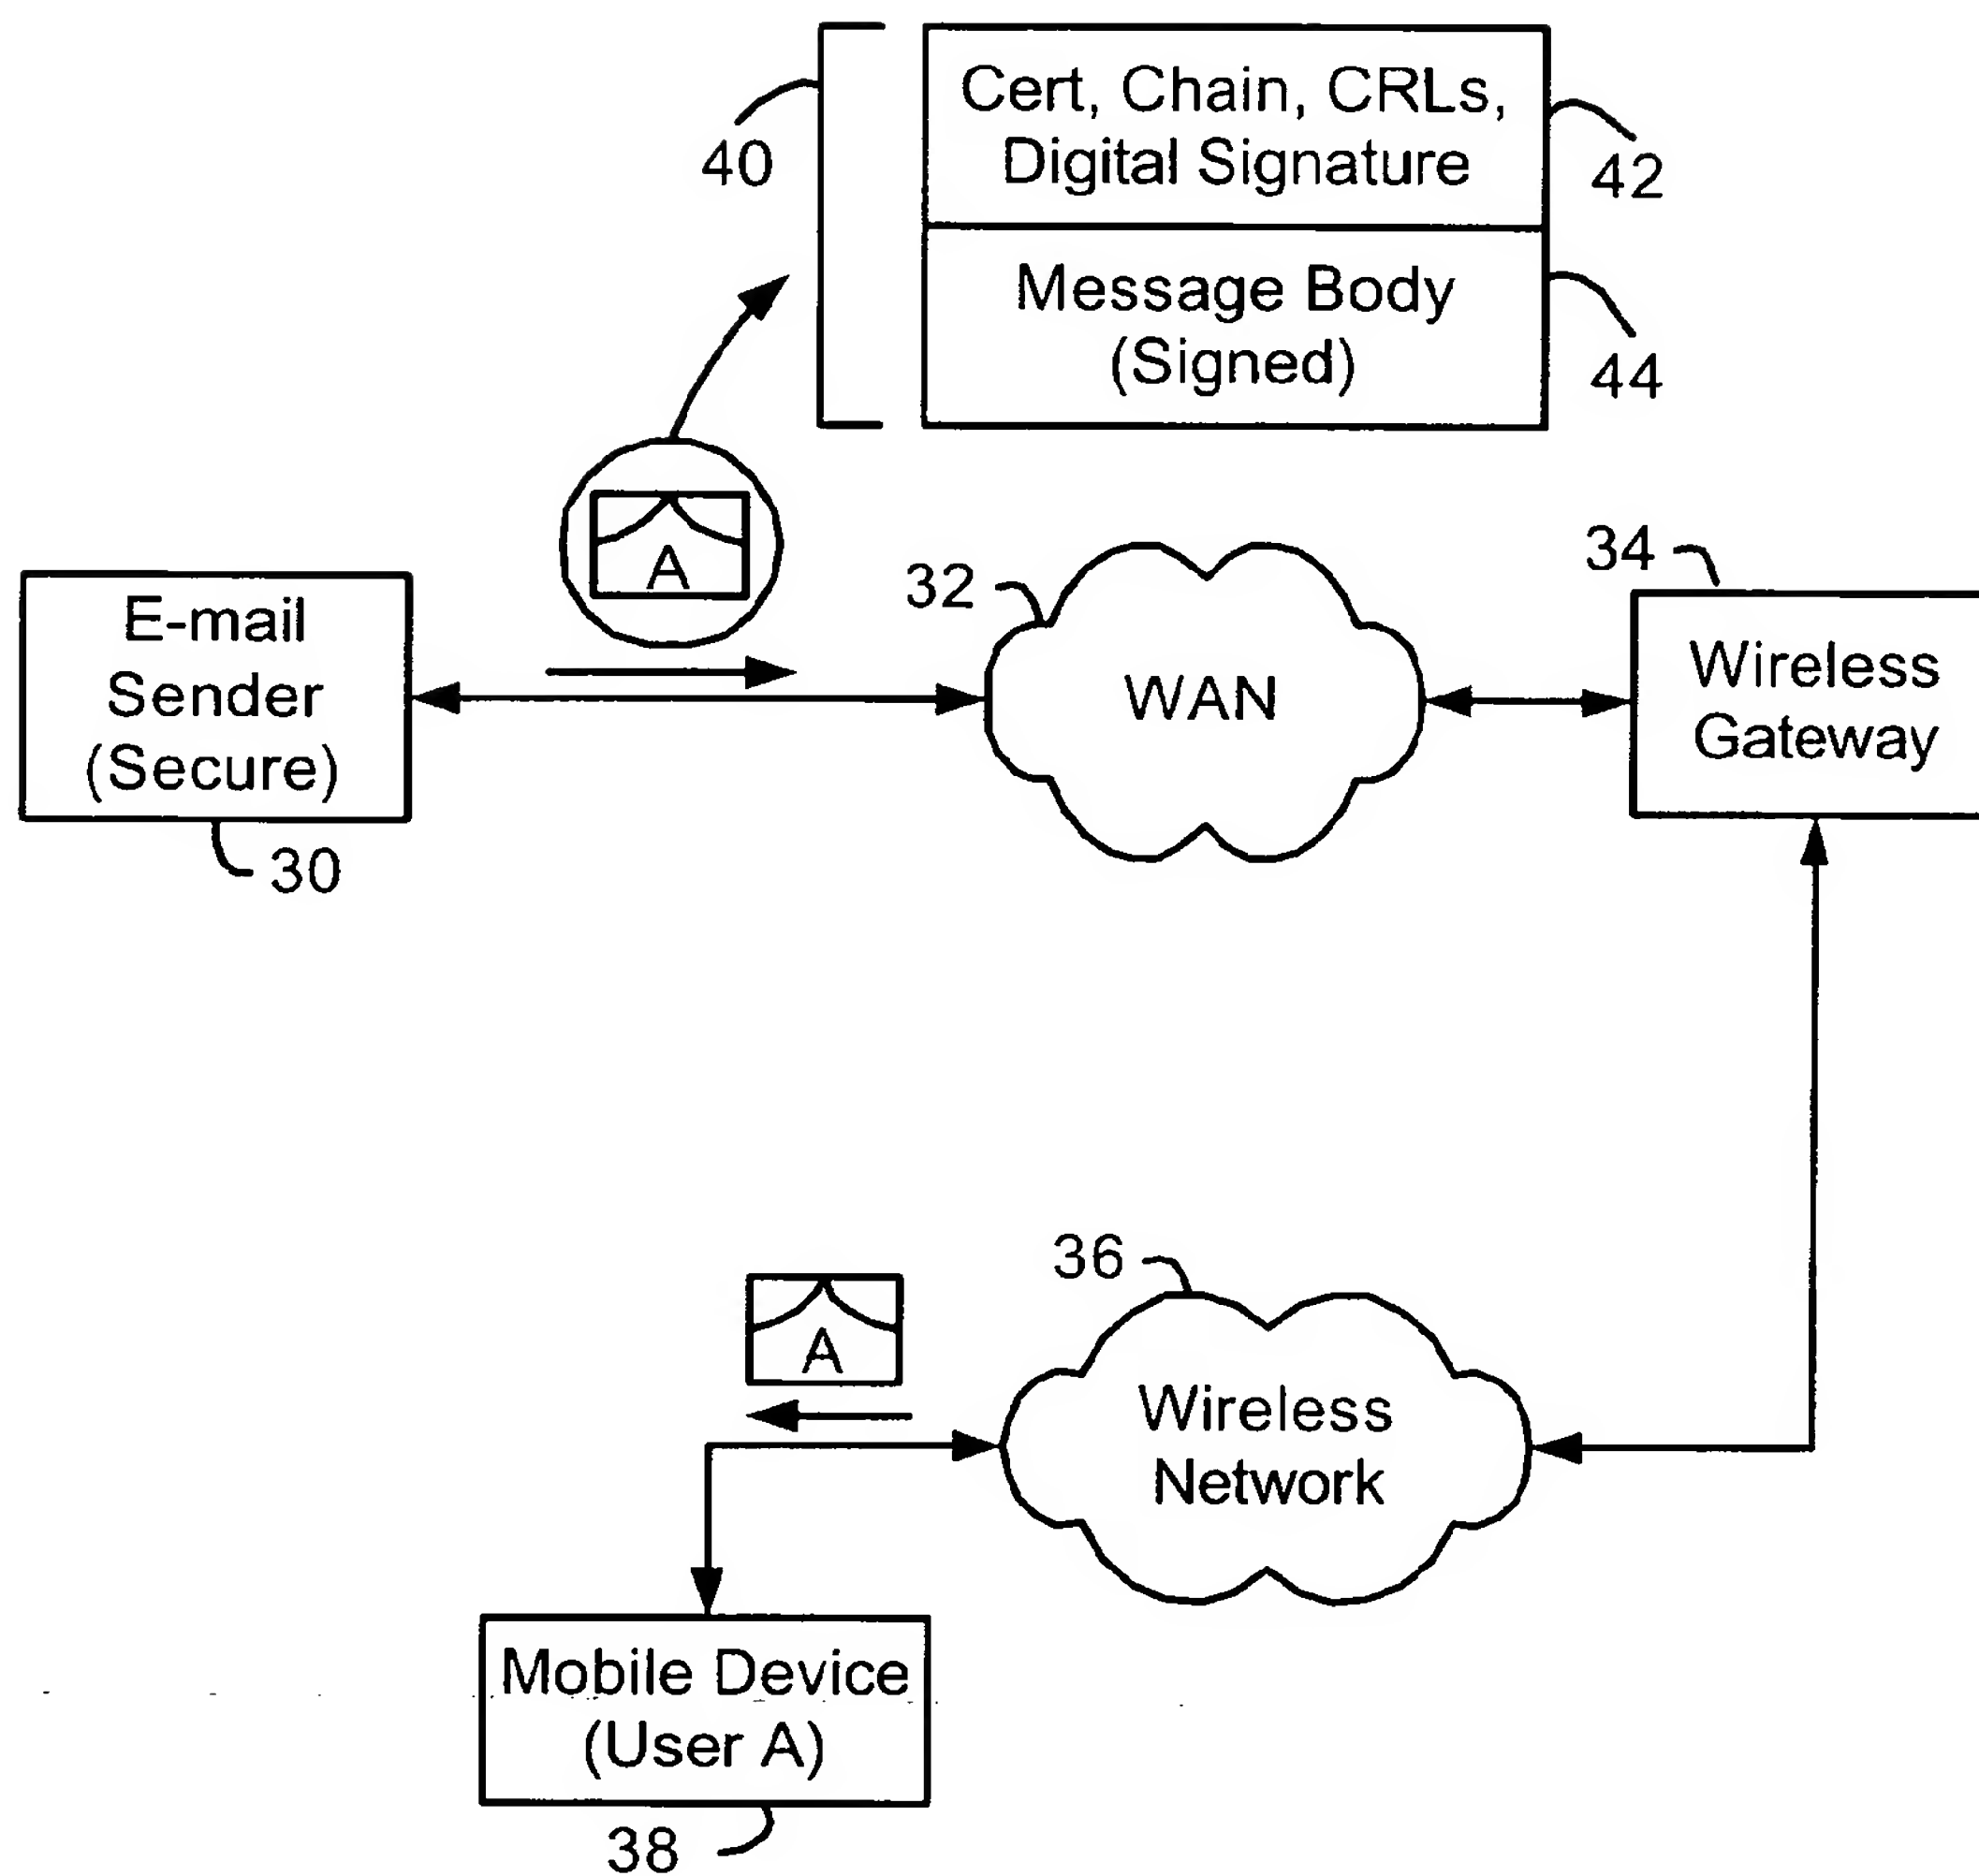 Cert, Chain, CRLs,
Digital Signature
40
42
Message Body
(Signed)
44
A
34
32
E-mail
Sender
(Secure)
WAN
Wireless
Gateway
30
36
A
Wireless
Network
Mobile Device
(User A)
38